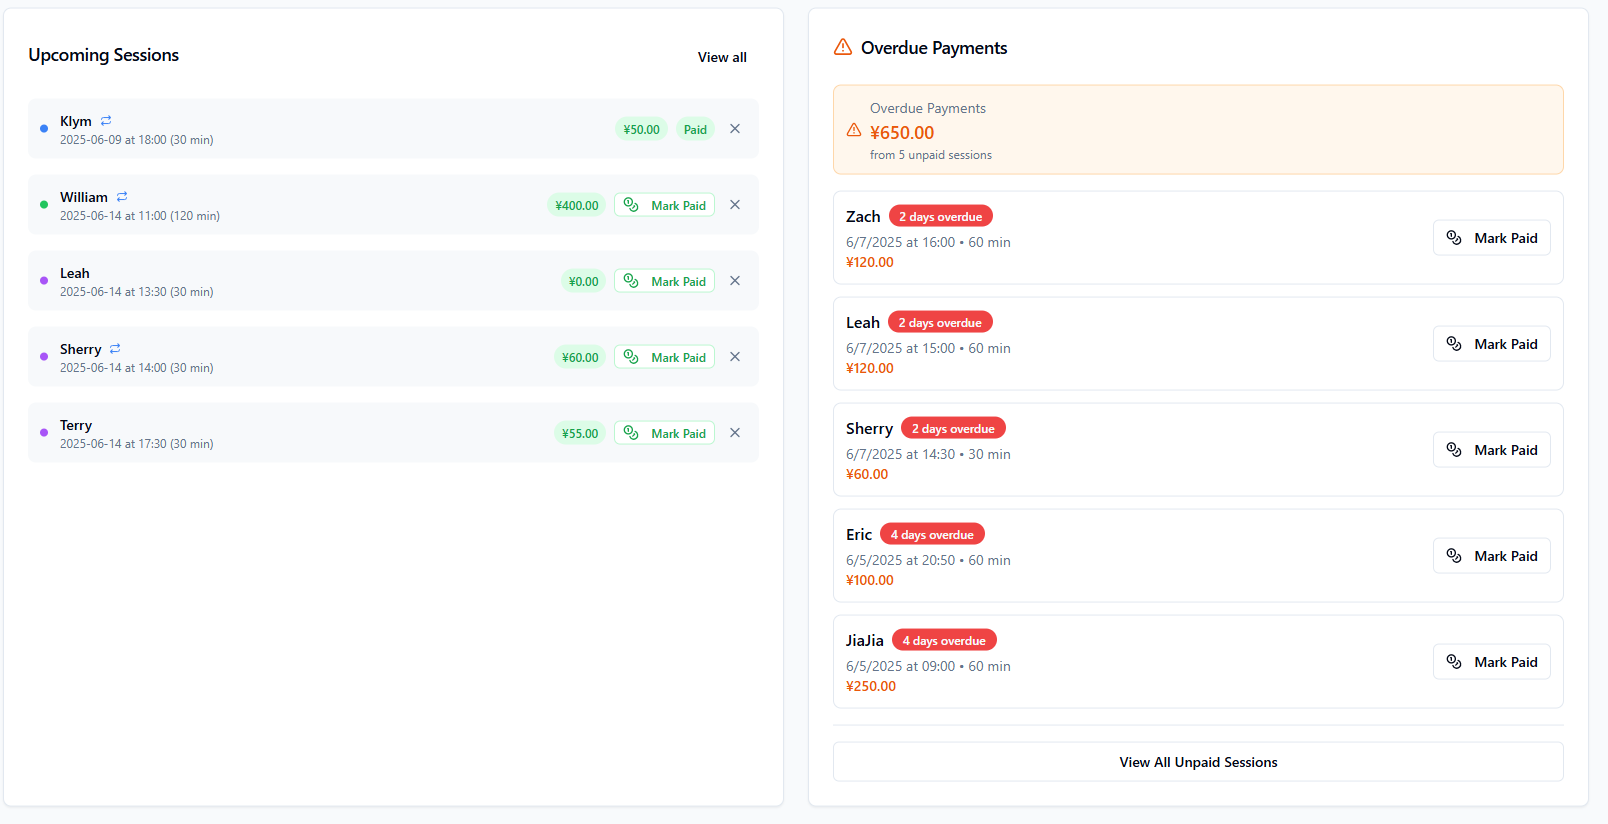 Upcoming Sessions
View all
Klym
2025-06-09 at 18:00 (30 min)
¥50.00
Paid
William
2025-06-14 at 11:00 (120 min)
¥400.00
Mark Paid
Leah
2025-06-14 at 13:30 (30 min)
¥0.00
Mark Paid
Sherry
2025-06-14 at 14:00 (30 min)
¥60.00
Mark Paid
Terry
2025-06-14 at 17:30 (30 min)
¥55.00
Mark Paid
Overdue Payments
Overdue Payments
¥650.00
from 5 unpaid sessions
Zach 2 days overdue
6/7/2025 at 16:00 • 60 min
¥120.00
Mark Paid
Leah 2 days overdue
6/7/2025 at 15:00 • 60 min
¥120.00
Mark Paid
Sherry 2 days overdue
6/7/2025 at 14:30 • 30 min
¥60.00
Mark Paid
Eric 4 days overdue
6/5/2025 at 20:50 • 60 min
¥100.00
Mark Paid
JiaJia 4 days overdue
6/5/2025 at 09:00 • 60 min
¥250.00
Mark Paid
View All Unpaid Sessions